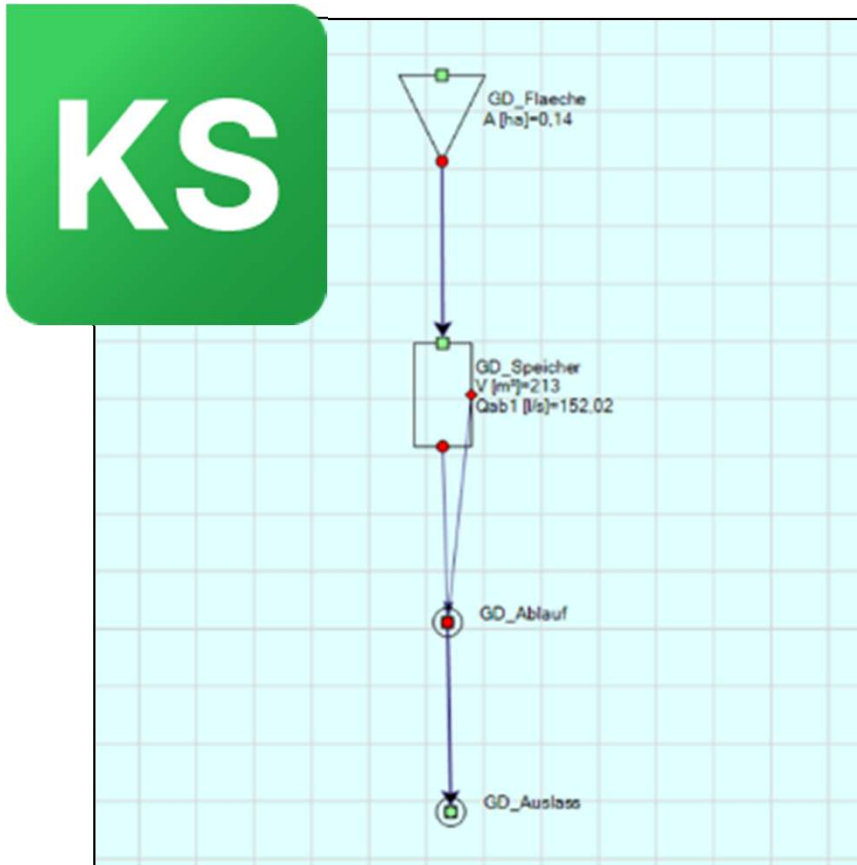 KS
GD_Flaeche
A [ha]=0,14
GD_Speicher
V [m³]=213
Qab1 [l/s]=152,02
GD_Ablauf
GD_Auslass